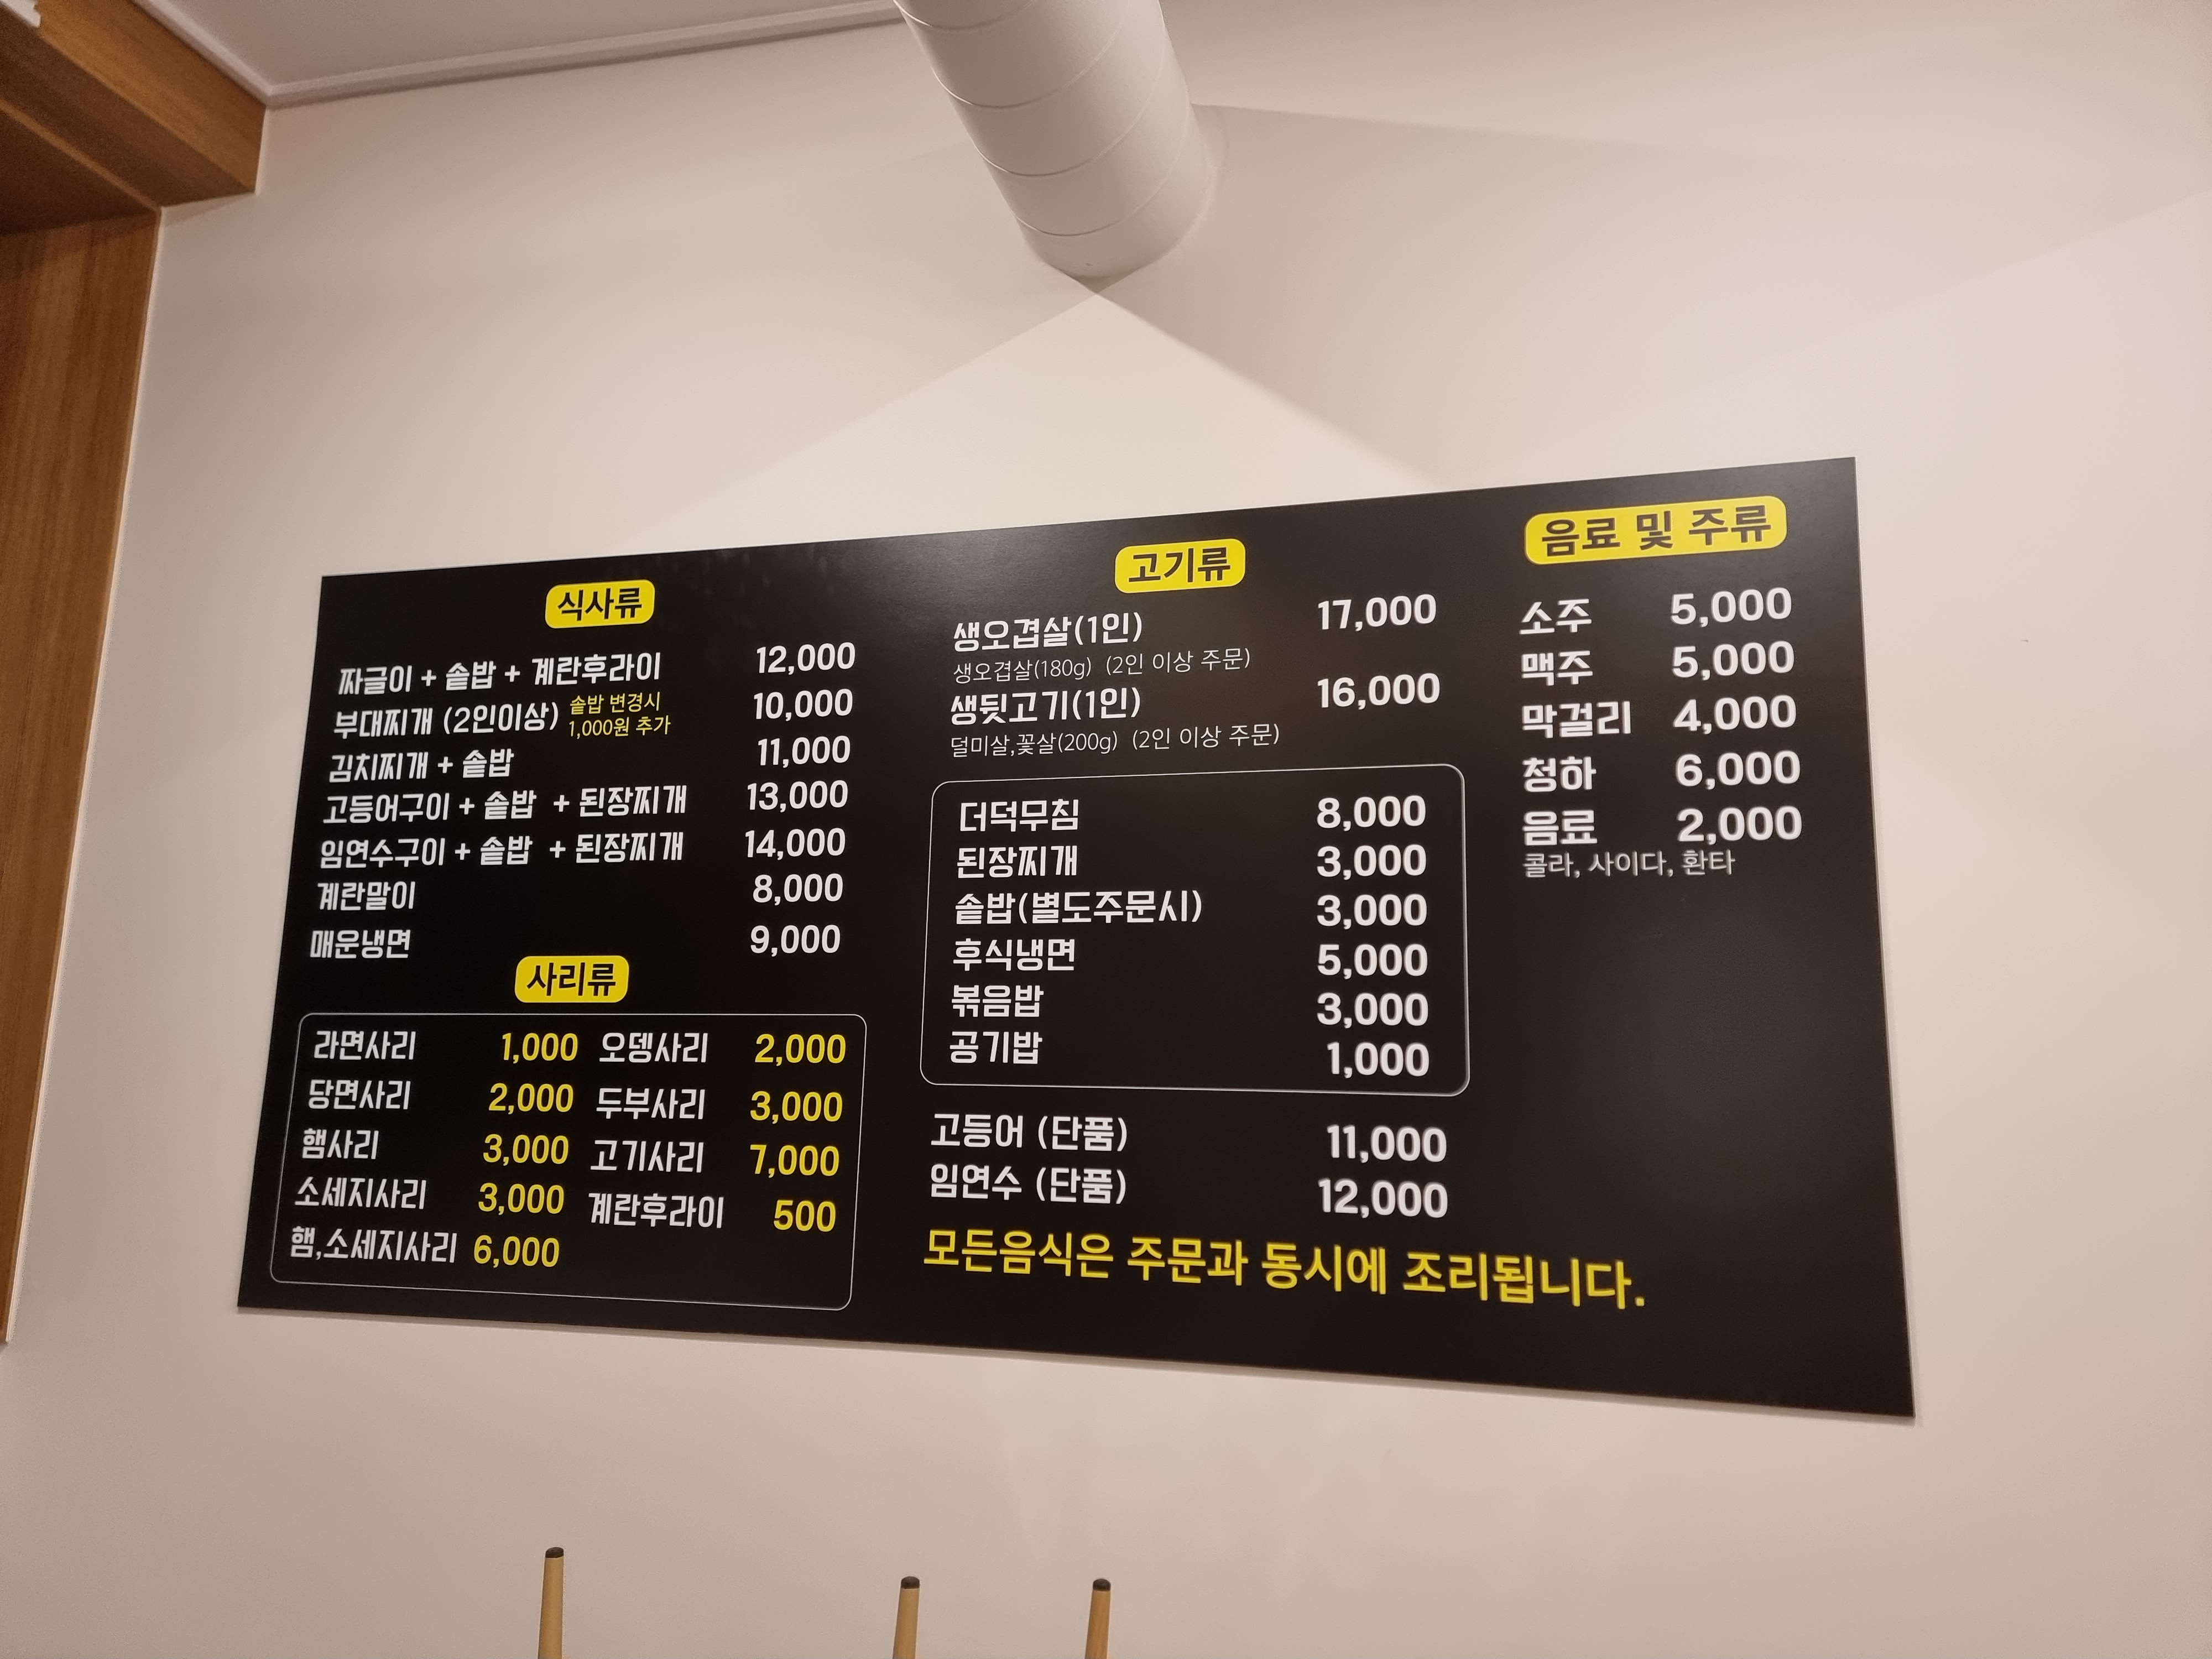 식사류
짜글이 + 솥밥 + 계란후라이 12,000
부대찌개 (2인이상) 솥밥 변경시 1,000원 추가 10,000
김치찌개 + 솥밥 11,000
고등어구이 + 솥밥 + 된장찌개 13,000
임연수구이 + 솥밥 + 된장찌개 14,000
계란말이 8,000
매운냉면 9,000
사리류
라면사리 1,000 오뎅사리 2,000
당면사리 2,000 두부사리 3,000
햄사리 3,000 고기사리 7,000
소세지사리 3,000 계란후라이 500
햄,소세지사리 6,000
고기류
생오겹살(1인) 17,000
생오겹살(180g) (2인 이상 주문)
생뒷고기(1인) 16,000
덜미살,꽃살(200g) (2인 이상 주문)
더덕무침 8,000
된장찌개 3,000
솥밥(별도주문시) 3,000
후식냉면 5,000
볶음밥 3,000
공기밥 1,000
고등어 (단품) 11,000
임연수 (단품) 12,000
모든음식은 주문과 동시에 조리됩니다.
음료 및 주류
소주 5,000
맥주 5,000
막걸리 4,000
청하 6,000
음료 2,000
콜라, 사이다, 환타